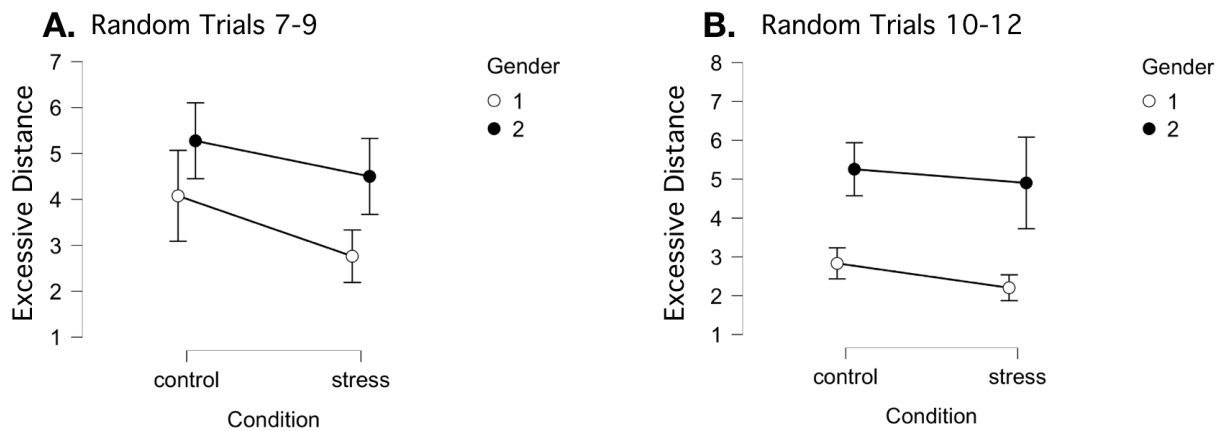 A. Random Trials 7-9
Excessive Distance
7
6
5
4
3
2
1
control stress
Condition
Gender
1
2
B. Random Trials 10-12
Excessive Distance
8
7
6
5
4
3
2
1
control stress
Condition
Gender
1
2